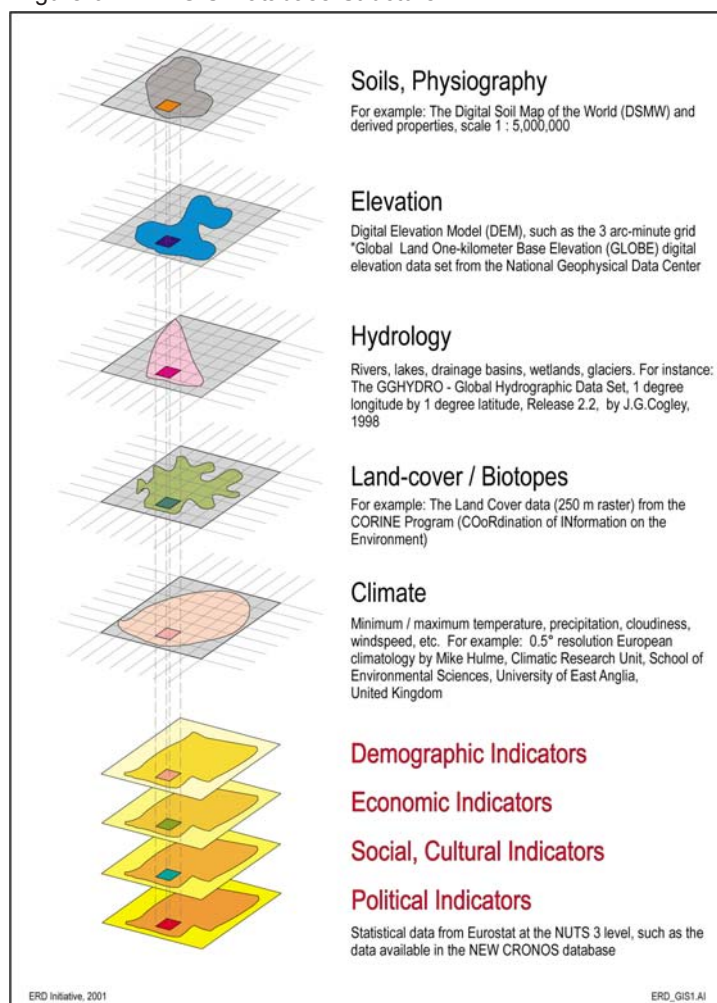 Soils, Physiography
For example: The Digital Soil Map of the World (DSMW) and
derived properties, scale 1 : 5,000,000
Elevation
Digital Elevation Model (DEM), such as the 3 arc-minute grid
"Global Land One-kilometer Base Elevation (GLOBE) digital
elevation data set from the National Geophysical Data Center
Hydrology
Rivers, lakes, drainage basins, wetlands, glaciers. For instance:
The GGHYDRO - Global Hydrographic Data Set, 1 degree
longitude by 1 degree latitude, Release 2.2, by J.G.Cogley,
1998
Land-cover / Biotopes
For example: The Land Cover data (250 m raster) from the
CORINE Program (COoRdination of INformation on the
Environment)
Climate
Minimum / maximum temperature, precipitation, cloudiness,
windspeed, etc. For example: 0.5° resolution European
climatology by Mike Hulme, Climatic Research Unit, School of
Environmental Sciences, University of East Anglia,
United Kingdom
Demographic Indicators
Economic Indicators
Social, Cultural Indicators
Political Indicators
Statistical data from Eurostat at the NUTS 3 level, such as the
data available in the NEW CRONOS database
ERD Initiative, 2001
ERD_GIS1.AI